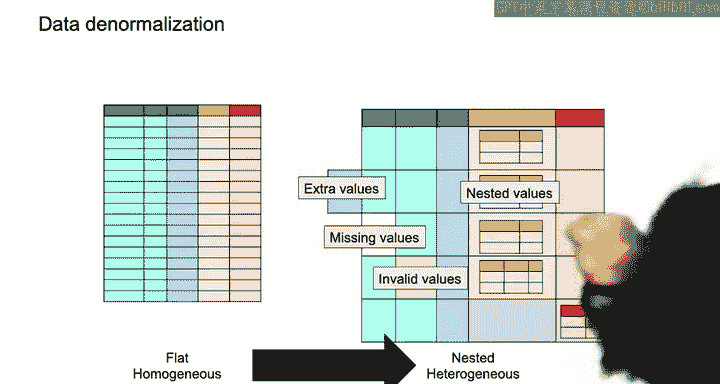 Data denormalization
Extra values
Nested values
Missing values
Invalid values
Flat
Homogeneous
Nested
Heterogeneous